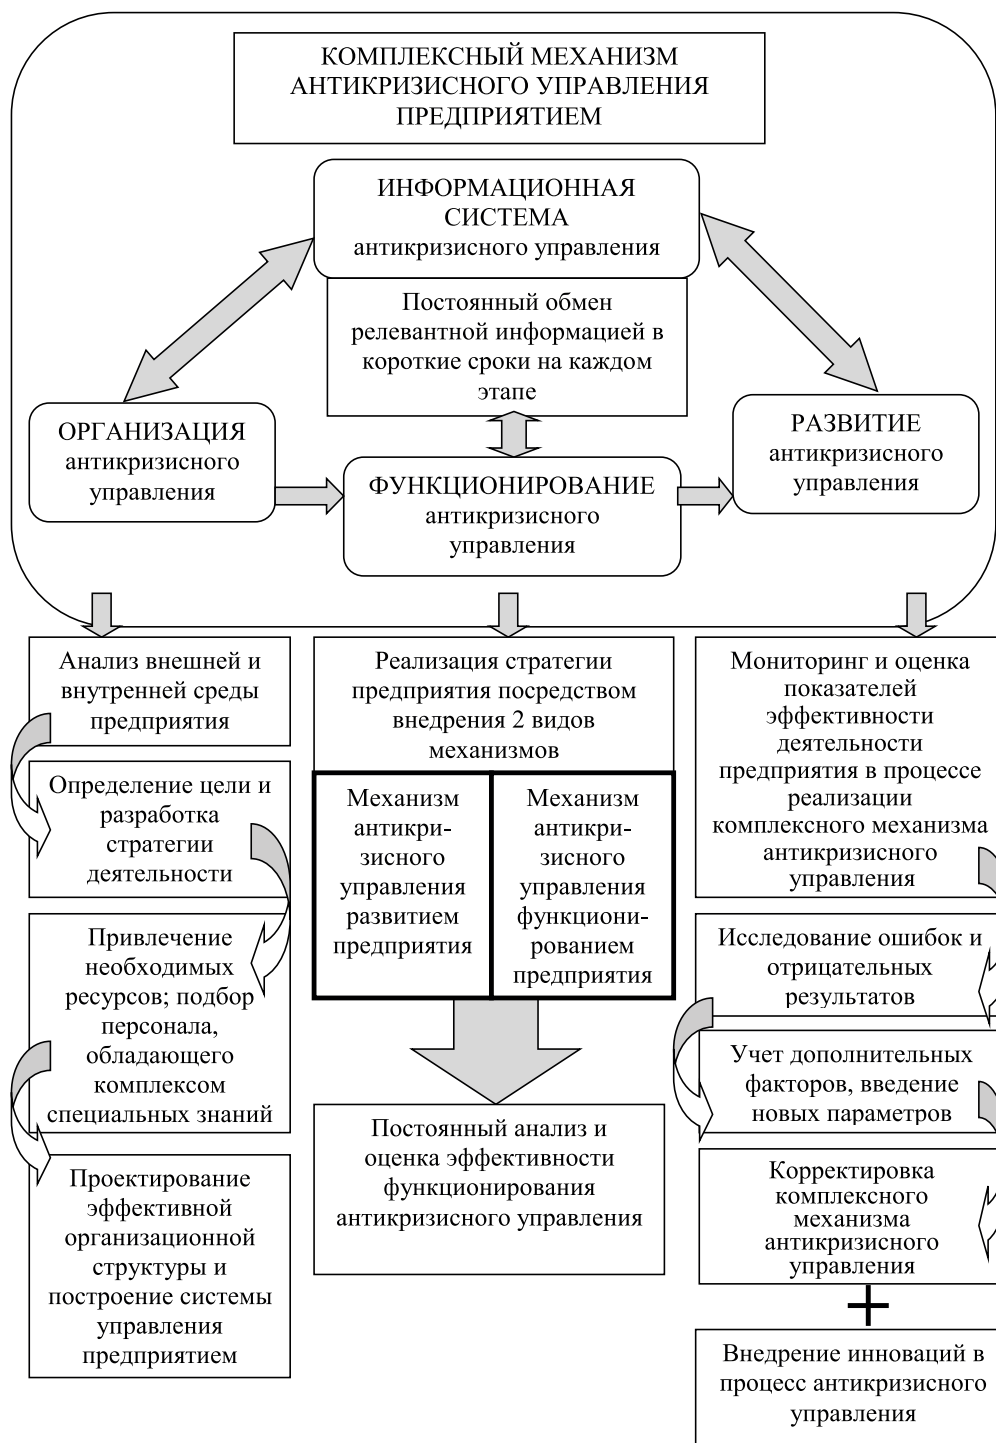 КОМПЛЕКСНЫЙ МЕХАНИЗМ
АНТИКРИЗИСНОГО УПРАВЛЕНИЯ
ПРЕДПРИЯТИЕМ
ИНФОРМАЦИОННАЯ
СИСТЕМА
антикризисного управления
Постоянный обмен
релевантной информацией в
короткие сроки на каждом
этапе
ОРГАНИЗАЦИЯ
антикризисного
управления
ФУНКЦИОНИРОВАНИЕ
антикризисного
управления
РАЗВИТИЕ
антикризисного
управления
Анализ внешней и
внутренней среды
предприятия
Определение цели и
разработка
стратегии
деятельности
Привлечение
необходимых
ресурсов; подбор
персонала,
обладающего
комплексом
специальных знаний
Проектирование
эффективной
организационной
структуры и
построение системы
управления
предприятием
Реализация стратегии
предприятия посредством
внедрения 2 видов
механизмов
Механизм
антикри-
зисного
управления
развитием
предприятия
Механизм
антикри-
зисного
управления
функциони-
рованием
предприятия
Постоянный анализ и
оценка эффективности
функционирования
антикризисного управления
Мониторинг и оценка
показателей
эффективности
деятельности
предприятия в процессе
реализации
комплексного механизма
антикризисного
управления
Исследование ошибок и
отрицательных
результатов
Учет дополнительных
факторов, введение
новых параметров
Корректировка
комплексного
механизма
антикризисного
управления
+
Внедрение инноваций в
процесс антикризисного
управления